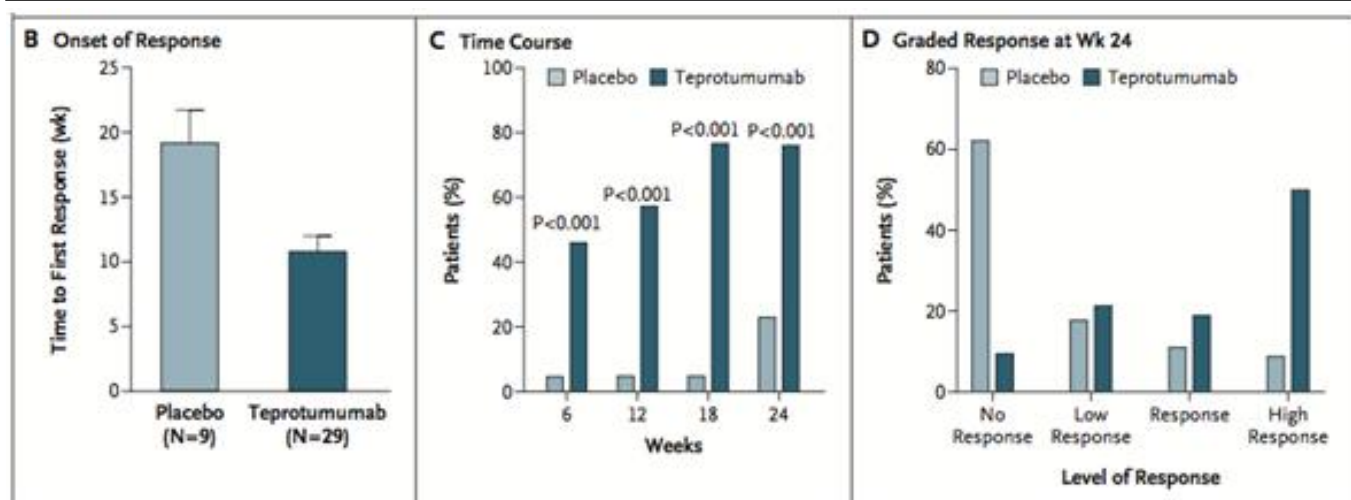 B Onset of Response
Time to First Response (wk)
25
20
15
10
5
0
Placebo
(N=9)
Teprotumumab
(N=29)
C Time Course
Placebo Teprotumumab
Patients (%)
100
80
60
40
20
0
P<0.001
P<0.001
P<0.001 P<0.001
6 12 18 24
Weeks
D Graded Response at Wk 24
Placebo Teprotumumab
Patients (%)
80
60
40
20
0
No
Response
Low
Response
Response
High
Response
Level of Response